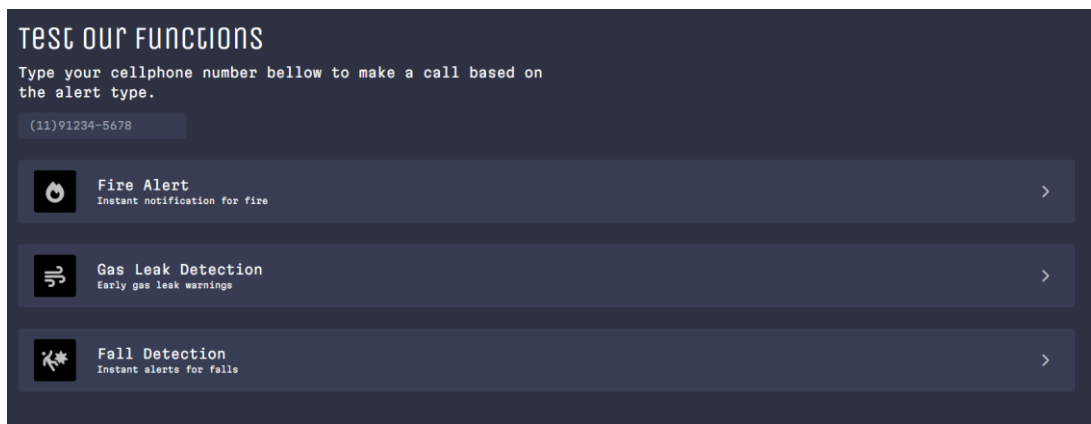 Test Our Functions
Type your cellphone number bellow to make a call based on
the alert type.
(11)91234-5678
Fire Alert
Instant notification for fire
Gas Leak Detection
Early gas leak warnings
Fall Detection
Instant alerts for falls